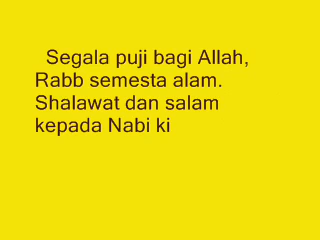 Segala puji bagi Allah,
Rabb semesta alam.
Shalawat dan salam
kepada Nabi ki